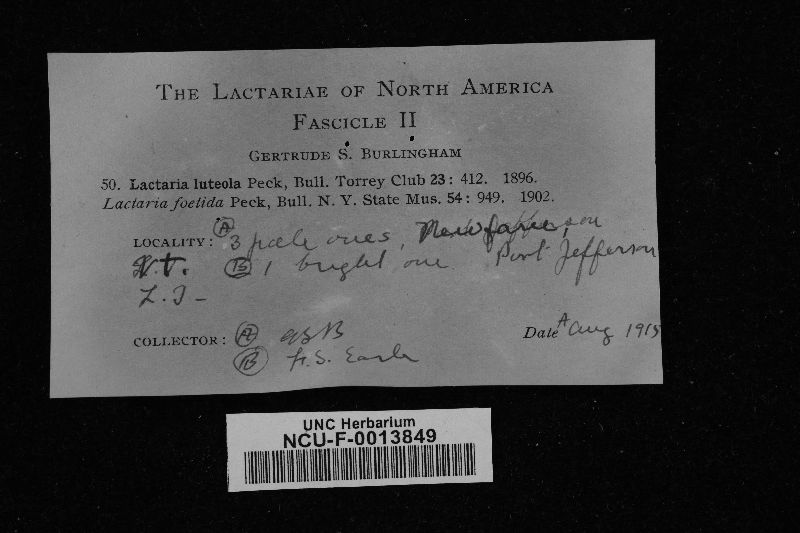 THE LACTARIAE OF NORTH AMERICA
FASCICLE II
GERTRUDE S. BURLINGHAM
50. Lactaria luteola Peck, Bull. Torrey Club 23: 412. 1896.
Lactaria foetida Peck, Bull. N. Y. State Mus. 54: 949. 1902.
LOCALITY: (A) 3 pale ones, Newfane,
Vt. (B) 1 bright one Port Jefferson
L. I -
COLLECTOR: (A) GSB Date A Aug 1915
(B) F. S. Earle
UNC Herbarium
NCU-F-0013849